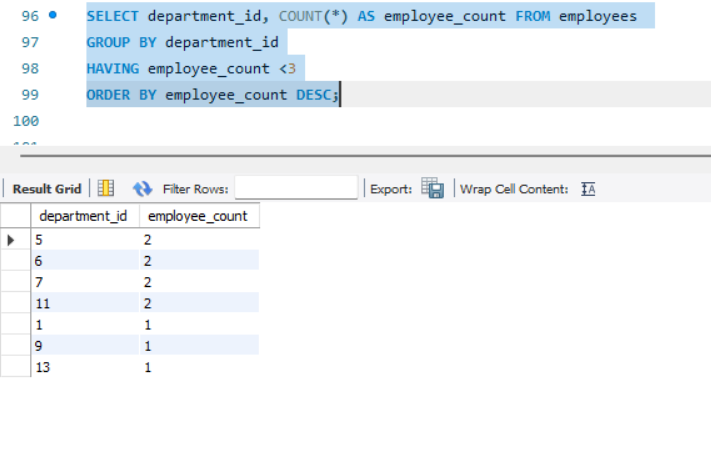 96 SELECT department_id, COUNT(*) AS employee_count FROM employees
97 GROUP BY department_id
98 HAVING employee_count <3
99 ORDER BY employee_count DESC;
100
Result Grid Filter Rows: Export: Wrap Cell Content: IA
department_id employee_count
5 2
6 2
7 2
11 2
1 1
9 1
13 1